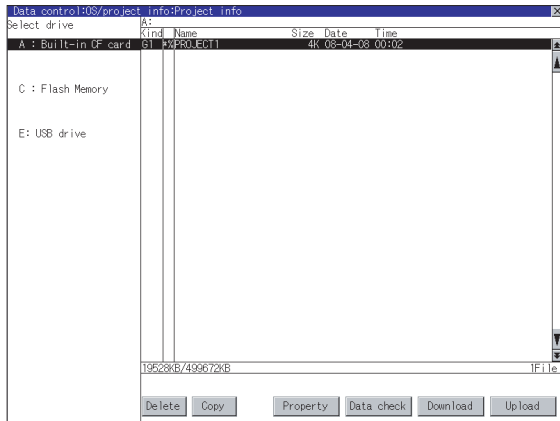 Data control:OS/project info:Project info
Select drive
A:
Kind Name Size Date Time
A : Built-in CF card
G1 *%PROJECT1 4K 08-04-08 00:02
C : Flash Memory
E: USB drive
19528KB/499672KB 1File
Delete Copy Property Data check Download Upload